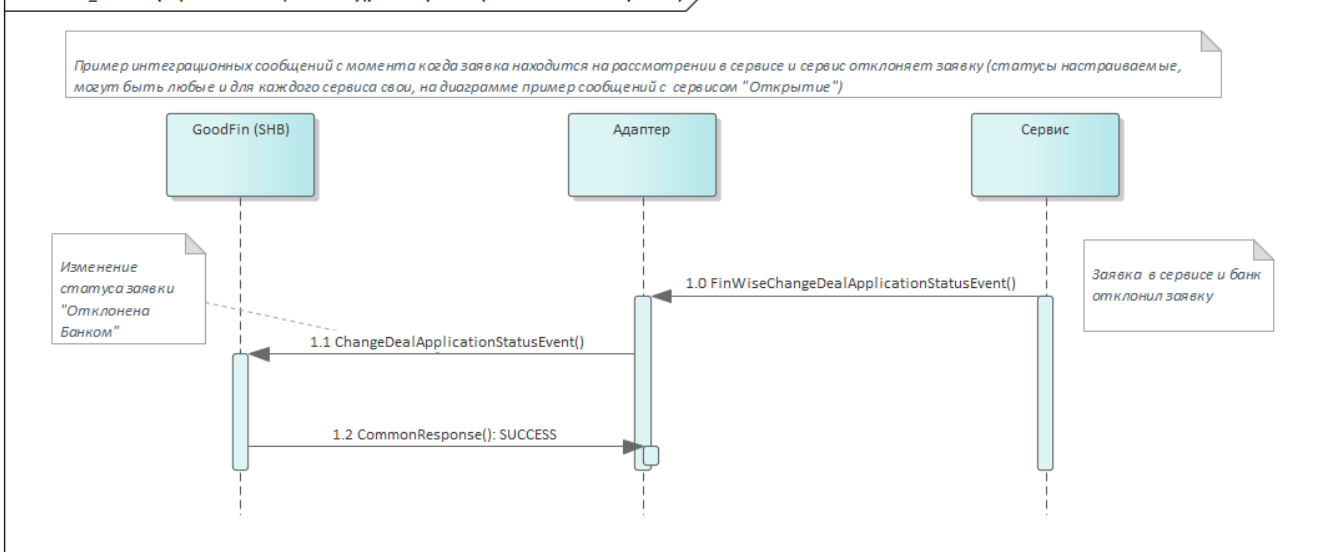 Пример интеграционных сообщений с момента когда заявка находится на рассмотрении в сервисе и сервис отклоняет заявку (статусы настраиваемые,
могут быть любые и для каждого сервиса свои, на диаграмме пример сообщений с сервисом "Открытие")
GoodFin (SHB)
Адаптер
Сервис
Изменение
статуса заявки
"Отклонена
Банком"
1.0 FinWiseChangeDealApplicationStatusEvent()
Заявка в сервисе и банк
отклонил заявку
1.1 ChangeDealApplicationStatusEvent()
1.2 CommonResponse(): SUCCESS